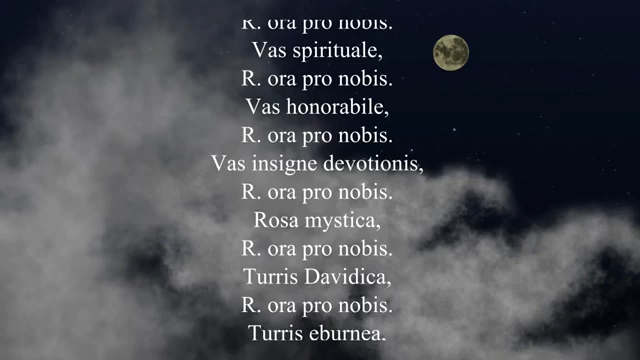 R. ora pro nobis.
Vas spirituale,
R. ora pro nobis.
Vas honorabile,
R. ora pro nobis.
Vas insigne devotionis,
R. ora pro nobis.
Rosa mystica,
R. ora pro nobis.
Turris Davidica,
R. ora pro nobis.
Turris eburnea,